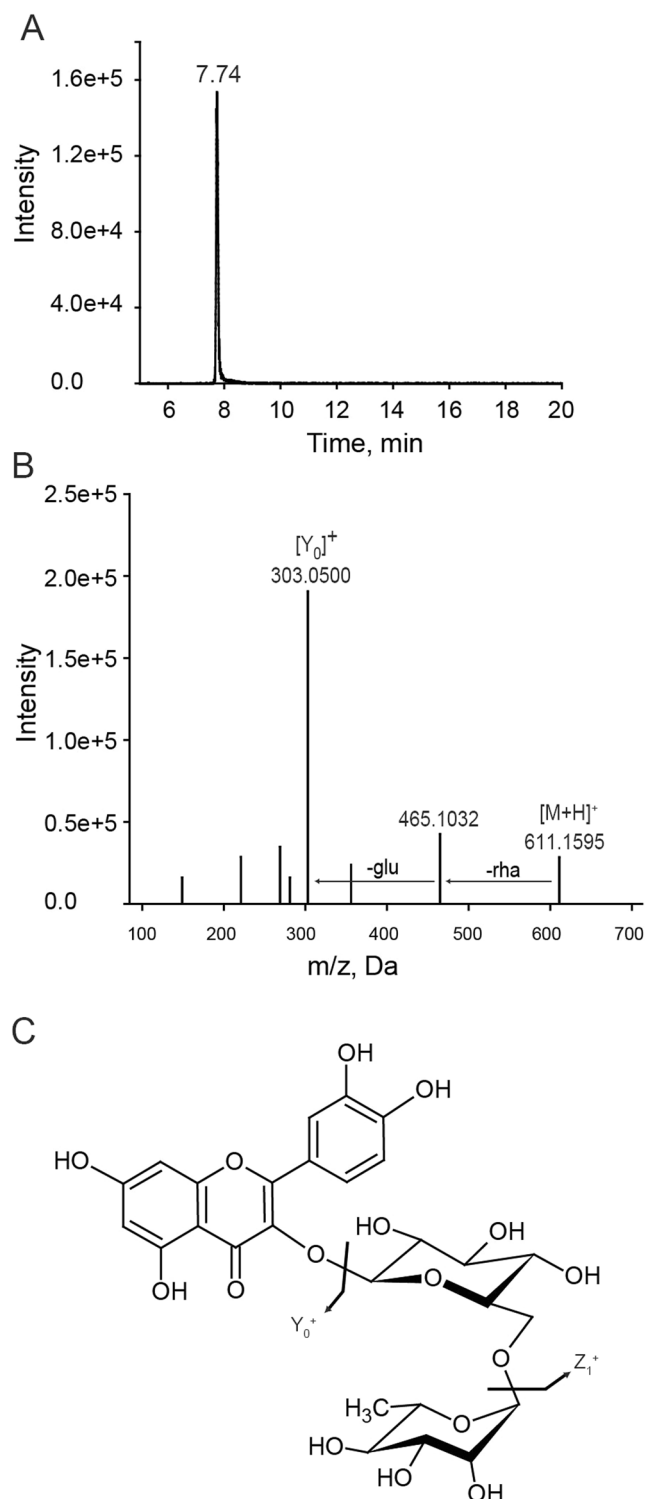 A
7.74
1.6e+5
1.2e+5
8.0e+4
4.0e+4
0.0
Intensity
6 8 10 12 14 16 18 20
Time, min
B
2.5e+5
2.0e+5
1.5e+5
1.0e+5
0.5e+5
0.0
Intensity
[Y₀]⁺
303.0500
465.1032
[M+H]⁺
611.1595
-glu
-rha
100 200 300 400 500 600 700
m/z, Da
C
OH
OH
HO
O
OH
O
O
HO
OH
OH
O
Y₀⁺
O
Z₁⁺
H₃C
O
HO
HO
OH